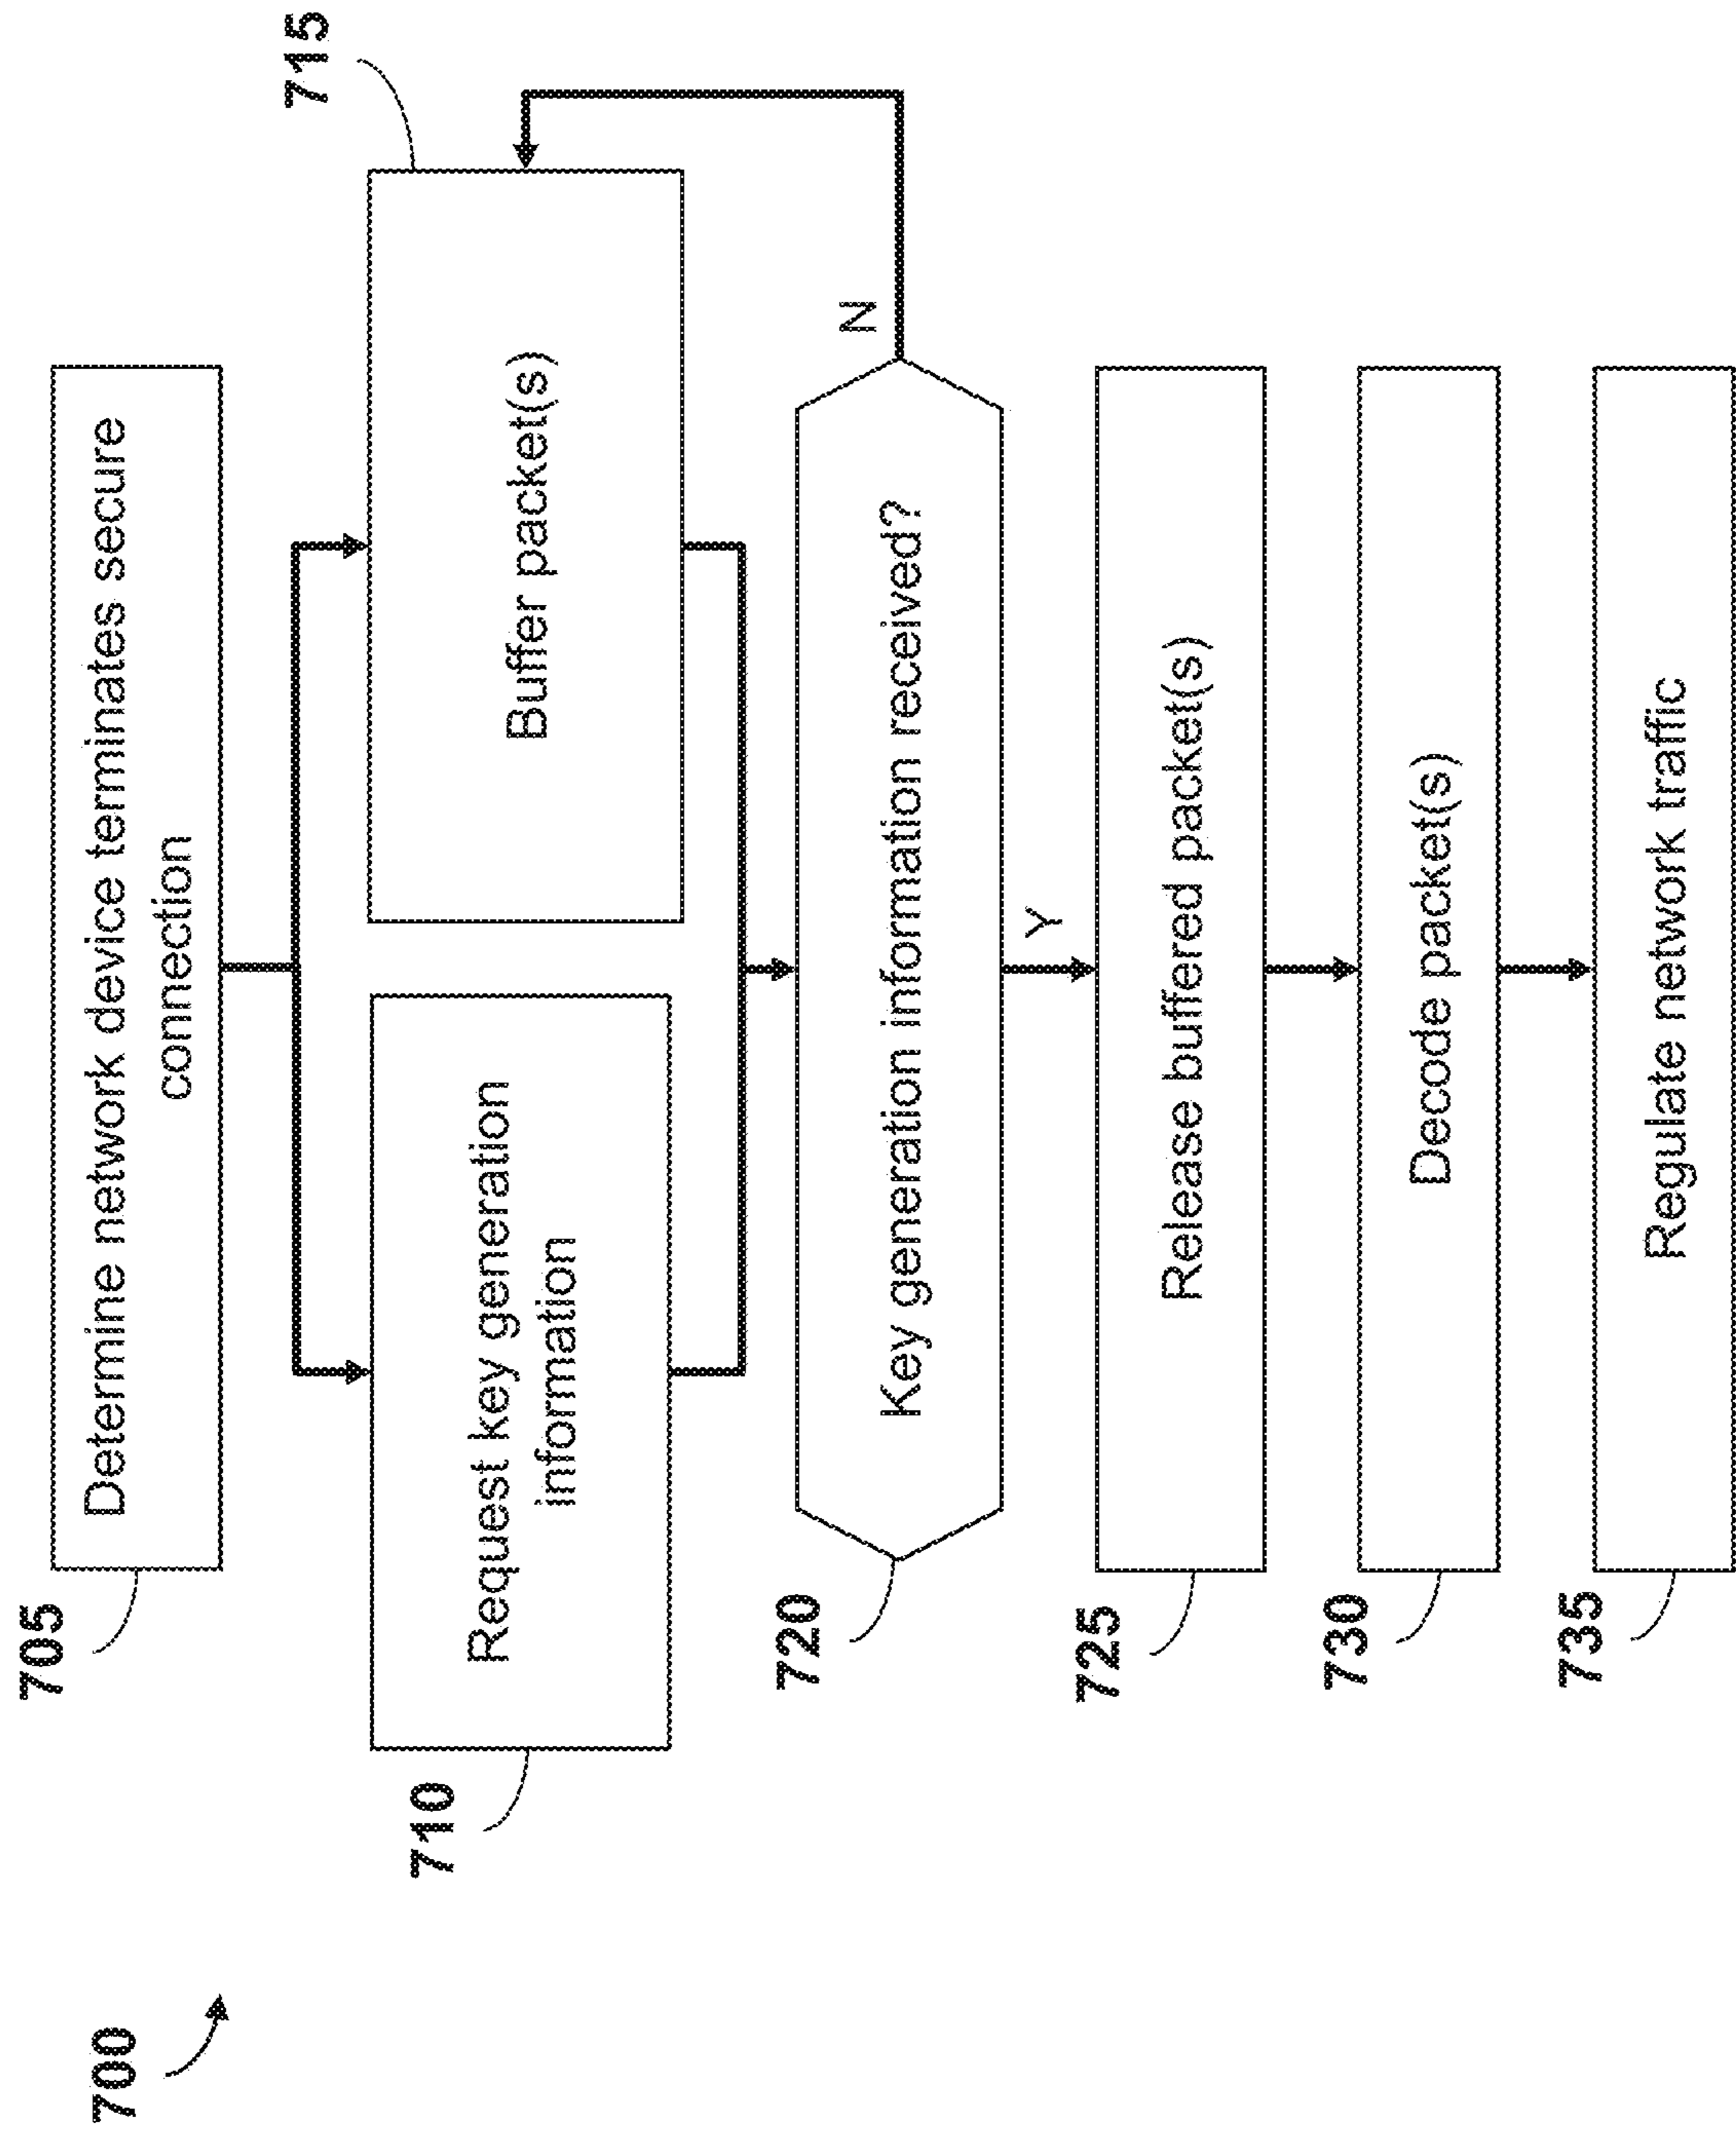 700
705
Determine network device terminates secure
connection
710
Request key generation
information
715
Buffer packet(s)
720
Key generation information received?
N
Y
725
Release buffered packet(s)
730
Decode packet(s)
735
Regulate network traffic